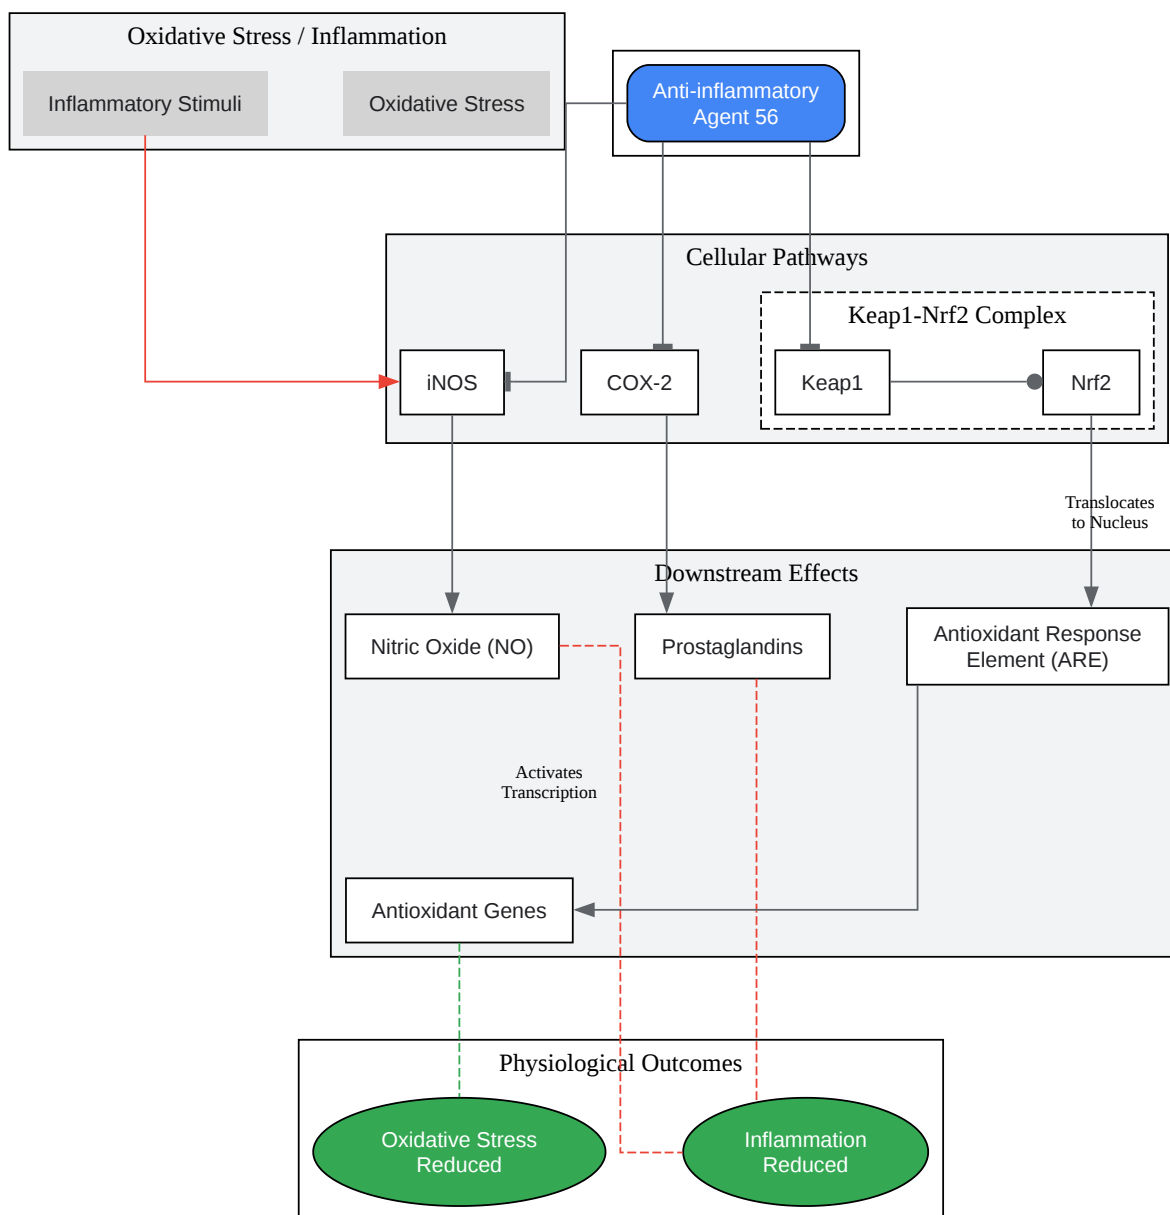 Oxidative Stress / Inflammation
Inflammatory Stimuli
Oxidative Stress
Anti-inflammatory
Agent 56
Cellular Pathways
Keap1-Nrf2 Complex
iNOS
COX-2
Keap1
Nrf2
Translocates
to Nucleus
Downstream Effects
Nitric Oxide (NO)
Prostaglandins
Antioxidant Response
Element (ARE)
Activates
Transcription
Antioxidant Genes
Physiological Outcomes
Oxidative Stress
Reduced
Inflammation
Reduced